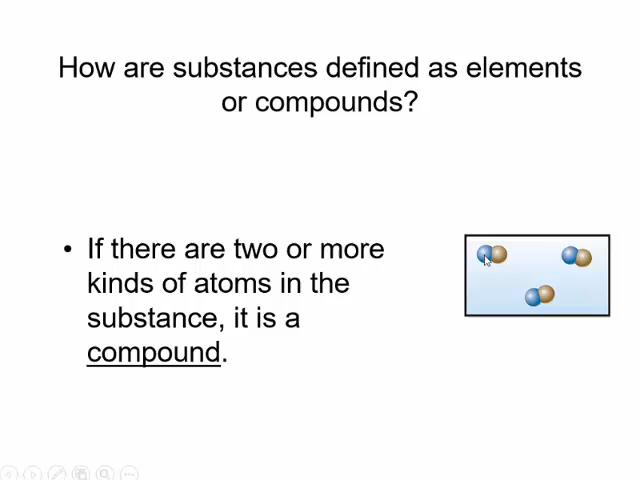 How are substances defined as elements
or compounds?
• If there are two or more
kinds of atoms in the
substance, it is a
compound.